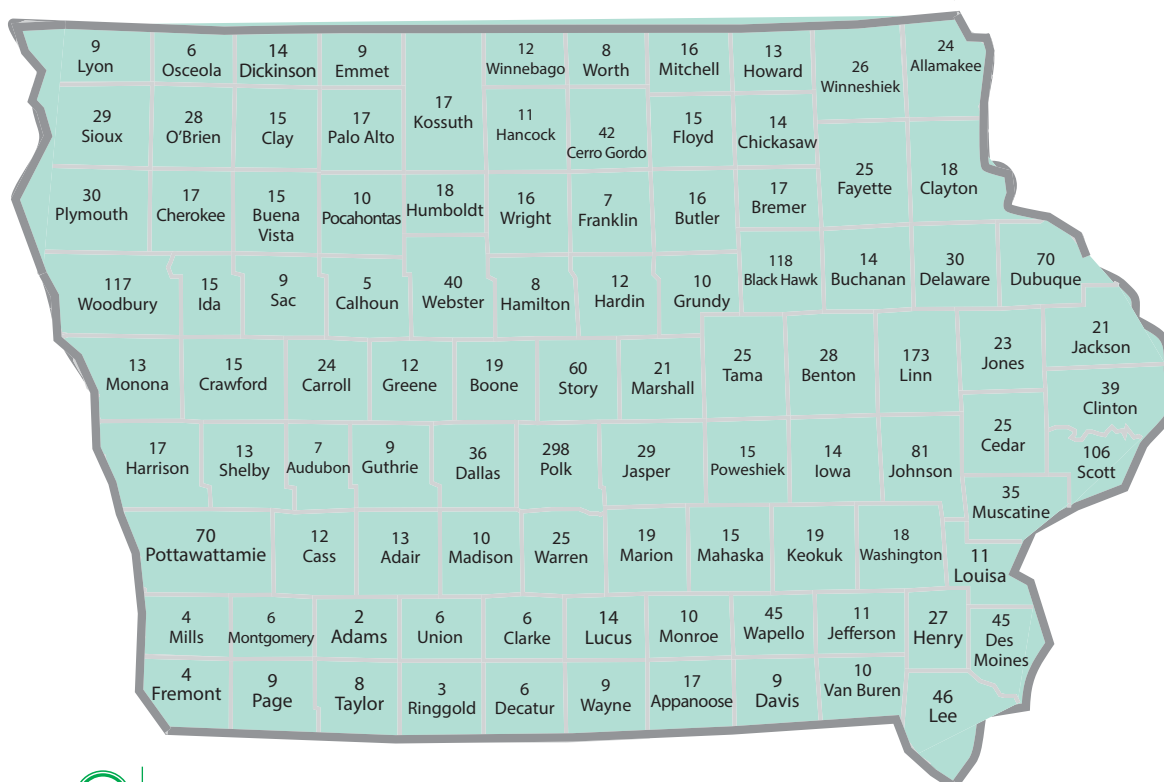 9
Lyon
6
Osceola
14
Dickinson
9
Emmet
17
Kossuth
12
Winnebago
8
Worth
16
Mitchell
13
Howard
26
Winneshiek
24
Allamakee
29
Sioux
28
O'Brien
15
Clay
17
Palo Alto
11
Hancock
42
Cerro Gordo
15
Floyd
14
Chickasaw
25
Fayette
18
Clayton
30
Plymouth
17
Cherokee
15
Buena
Vista
10
Pocahontas
18
Humboldt
16
Wright
7
Franklin
16
Butler
17
Bremer
117
Woodbury
15
Ida
9
Sac
5
Calhoun
40
Webster
8
Hamilton
12
Hardin
10
Grundy
118
Black Hawk
14
Buchanan
30
Delaware
70
Dubuque
13
Monona
15
Crawford
24
Carroll
12
Greene
19
Boone
60
Story
21
Marshall
25
Tama
28
Benton
173
Linn
23
Jones
21
Jackson
39
Clinton
17
Harrison
13
Shelby
7
Audubon
9
Guthrie
36
Dallas
298
Polk
29
Jasper
15
Poweshiek
14
Iowa
81
Johnson
25
Cedar
106
Scott
35
Muscatine
70
Pottawattamie
12
Cass
13
Adair
10
Madison
25
Warren
19
Marion
15
Mahaska
19
Keokuk
18
Washington
11
Louisa
4
Mills
6
Montgomery
2
Adams
6
Union
6
Clarke
14
Lucus
10
Monroe
45
Wapello
11
Jefferson
27
Henry
45
Des
Moines
4
Fremont
9
Page
8
Taylor
3
Ringgold
6
Decatur
9
Wayne
17
Appanoose
9
Davis
10
Van Buren
46
Lee